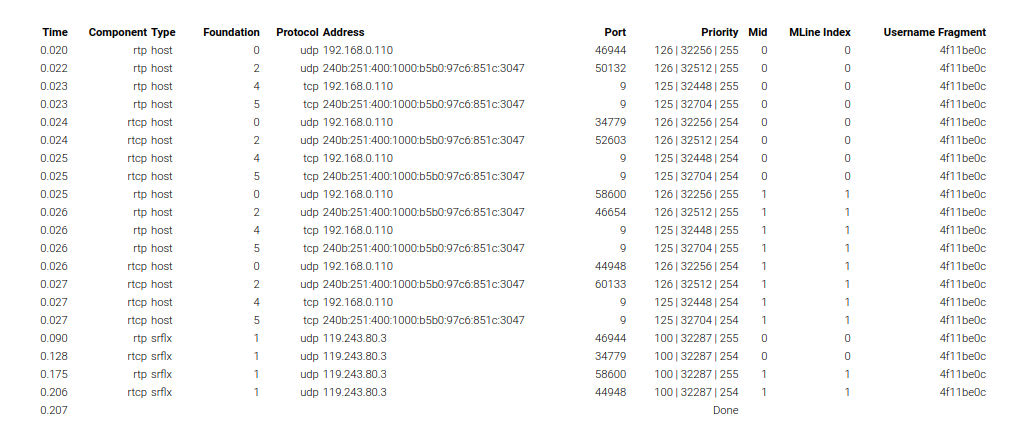 Time Component Type Foundation Protocol Address Port Priority Mid MLine Index Username Fragment
0.020 rtp host 0 udp 192.168.0.110 46944 126 | 32256 | 255 0 0 4f11be0c
0.022 rtp host 2 udp 240b:251:400:1000:b5b0:97c6:851c:3047 50132 126 | 32512 | 255 0 0 4f11be0c
0.023 rtp host 4 tcp 192.168.0.110 9 125 | 32448 | 255 0 0 4f11be0c
0.023 rtp host 5 tcp 240b:251:400:1000:b5b0:97c6:851c:3047 9 125 | 32704 | 255 0 0 4f11be0c
0.024 rtcp host 0 udp 192.168.0.110 34779 126 | 32256 | 254 0 0 4f11be0c
0.024 rtcp host 2 udp 240b:251:400:1000:b5b0:97c6:851c:3047 52603 126 | 32512 | 254 0 0 4f11be0c
0.025 rtcp host 4 tcp 192.168.0.110 9 125 | 32448 | 254 0 0 4f11be0c
0.025 rtcp host 5 tcp 240b:251:400:1000:b5b0:97c6:851c:3047 9 125 | 32704 | 254 0 0 4f11be0c
0.025 rtp host 0 udp 192.168.0.110 58600 126 | 32256 | 255 1 1 4f11be0c
0.026 rtp host 2 udp 240b:251:400:1000:b5b0:97c6:851c:3047 46654 126 | 32512 | 255 1 1 4f11be0c
0.026 rtp host 4 tcp 192.168.0.110 9 125 | 32448 | 255 1 1 4f11be0c
0.026 rtp host 5 tcp 240b:251:400:1000:b5b0:97c6:851c:3047 9 125 | 32704 | 255 1 1 4f11be0c
0.026 rtcp host 0 udp 192.168.0.110 44948 126 | 32256 | 254 1 1 4f11be0c
0.027 rtcp host 2 udp 240b:251:400:1000:b5b0:97c6:851c:3047 60133 126 | 32512 | 254 1 1 4f11be0c
0.027 rtcp host 4 tcp 192.168.0.110 9 125 | 32448 | 254 1 1 4f11be0c
0.027 rtcp host 5 tcp 240b:251:400:1000:b5b0:97c6:851c:3047 9 125 | 32704 | 254 1 1 4f11be0c
0.090 rtp srflx 1 udp 119.243.80.3 46944 100 | 32287 | 255 0 0 4f11be0c
0.128 rtcp srflx 1 udp 119.243.80.3 34779 100 | 32287 | 254 0 0 4f11be0c
0.175 rtp srflx 1 udp 119.243.80.3 58600 100 | 32287 | 255 1 1 4f11be0c
0.206 rtcp srflx 1 udp 119.243.80.3 44948 100 | 32287 | 254 1 1 4f11be0c
0.207 Done